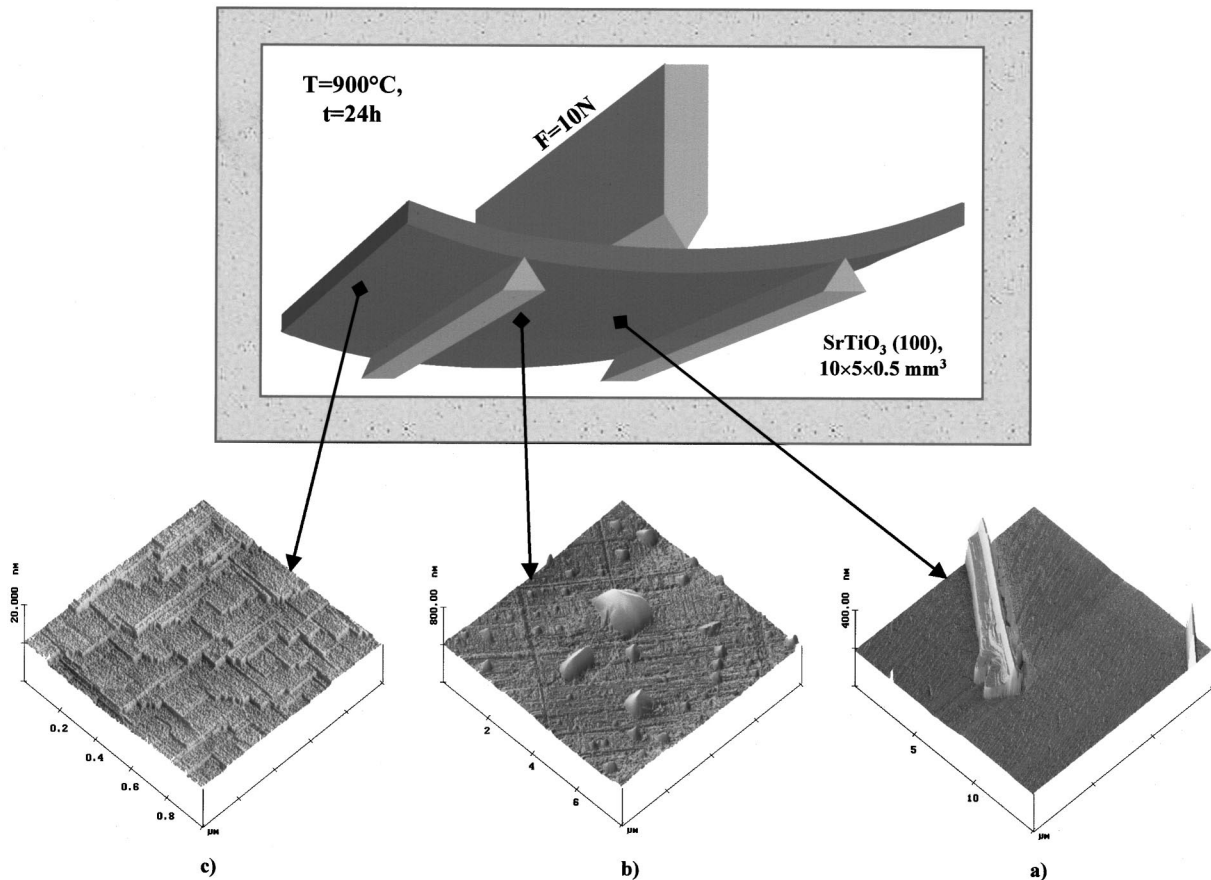 T=900°C,
t=24h
F=10N
SrTiO₃ (100),
10×5×0.5 mm³
20.000 nM
0.2
0.4
0.6
0.8
µM
c)
800.00 nM
2
4
6
µM
b)
400.00 nM
5
10
µM
a)